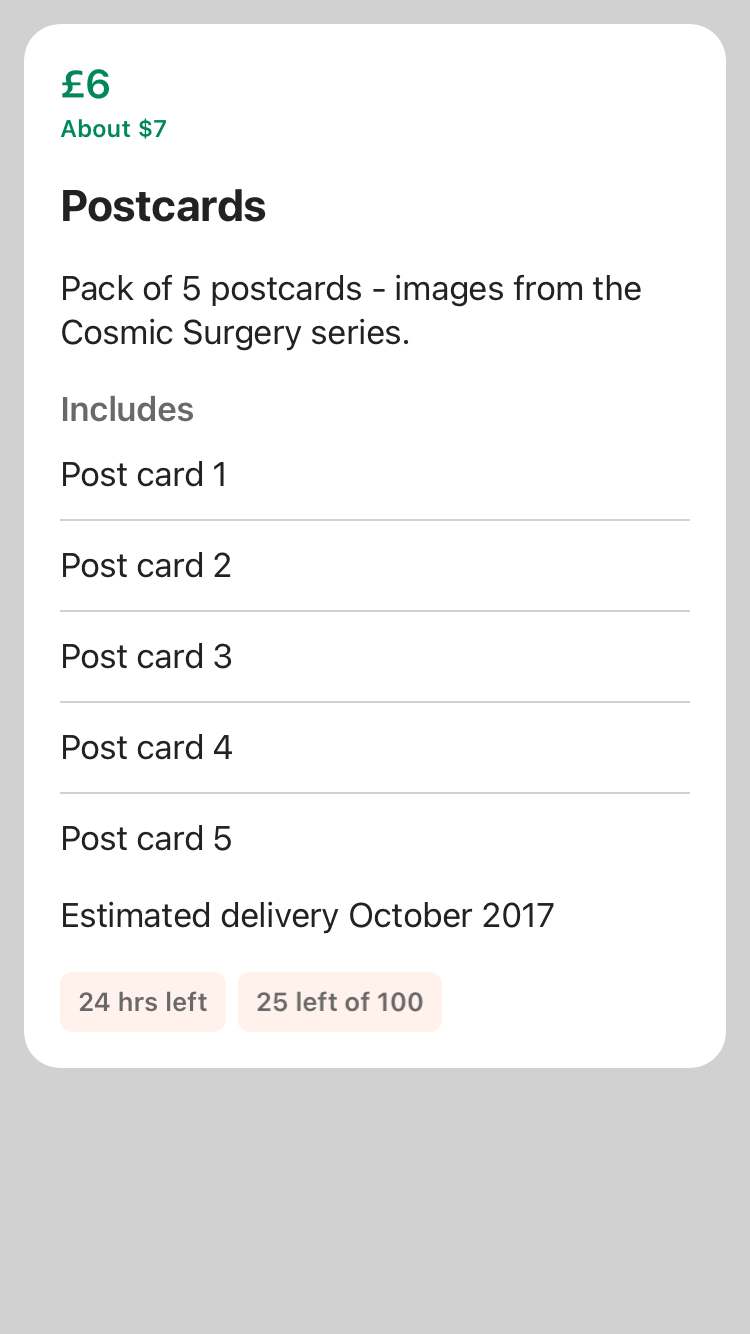 £6
About $7
Postcards
Pack of 5 postcards - images from the
Cosmic Surgery series.
Includes
Post card 1
Post card 2
Post card 3
Post card 4
Post card 5
Estimated delivery October 2017
24 hrs left
25 left of 100